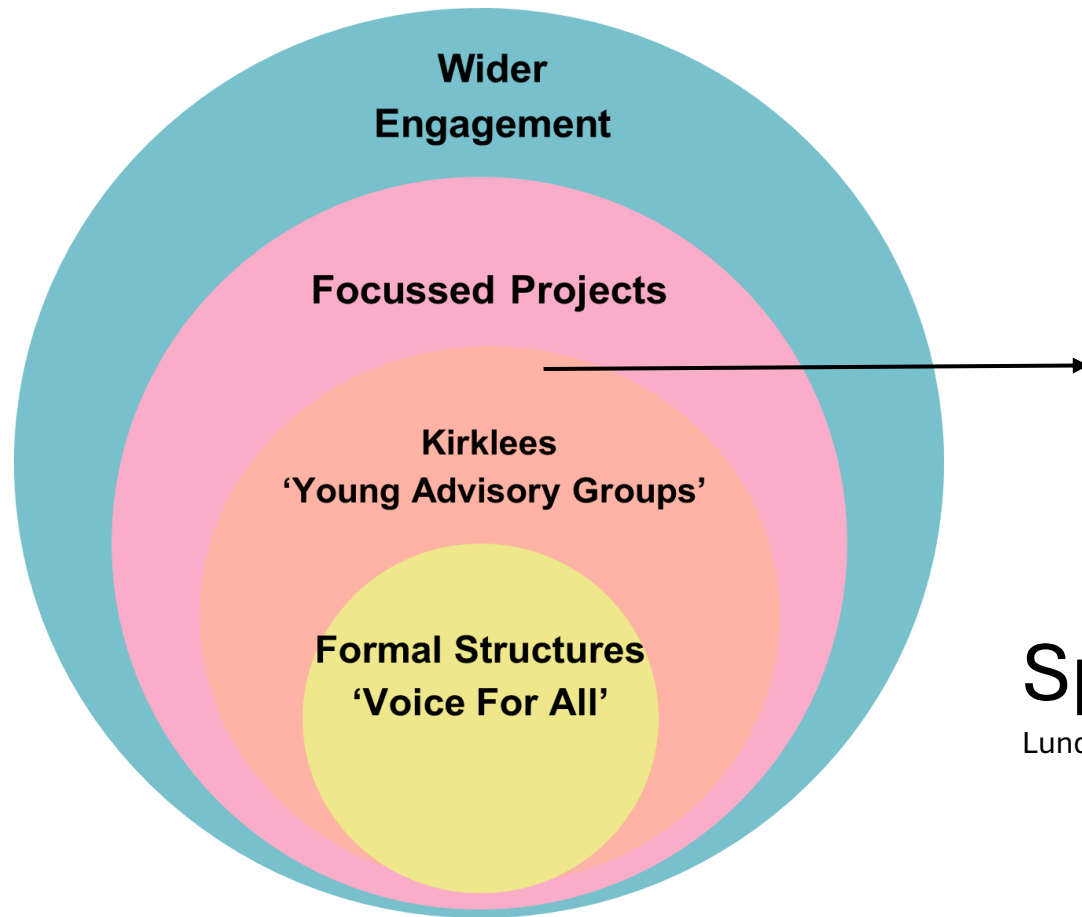 Wider
Engagement
Focussed Projects
Kirklees
‘Young Advisory Groups’
Formal Structures
‘Voice For All’